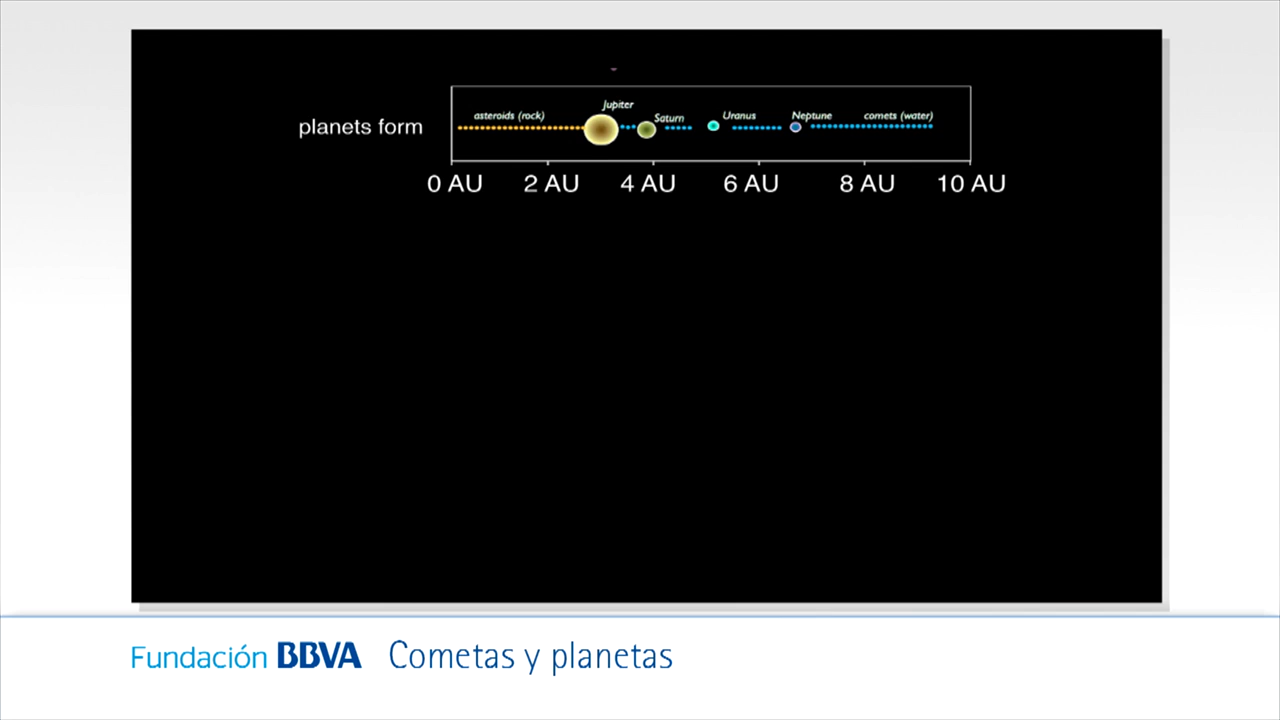 Jupiter
asteroids (rock)
Saturn
Uranus
Neptune
comets (water)
planets form
0 AU
2 AU
4 AU
6 AU
8 AU
10 AU
Fundación BBVA
Cometas y planetas